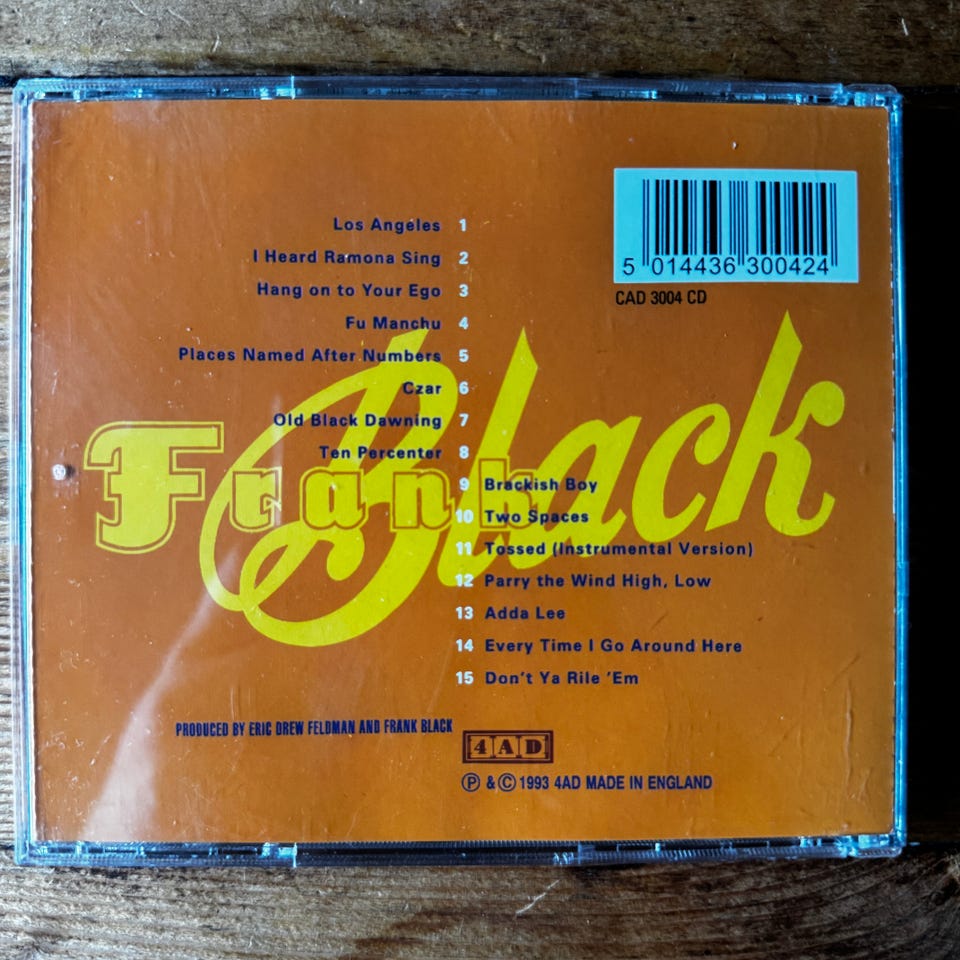 Los Angeles 1
I Heard Ramona Sing 2
Hang on to Your Ego 3
Fu Manchu 4
Places Named After Numbers 5
Czar 6
Old Black Dawning 7
Ten Percenter 8
9 Brackish Boy
10 Two Spaces
11 Tossed (Instrumental Version)
12 Parry the Wind High, Low
13 Adda Lee
14 Every Time I Go Around Here
15 Don't Ya Rile 'Em
Frank Black
5 014436 300424
CAD 3004 CD
PRODUCED BY ERIC DREW FELDMAN AND FRANK BLACK
4AD
Ⓟ & © 1993 4AD MADE IN ENGLAND